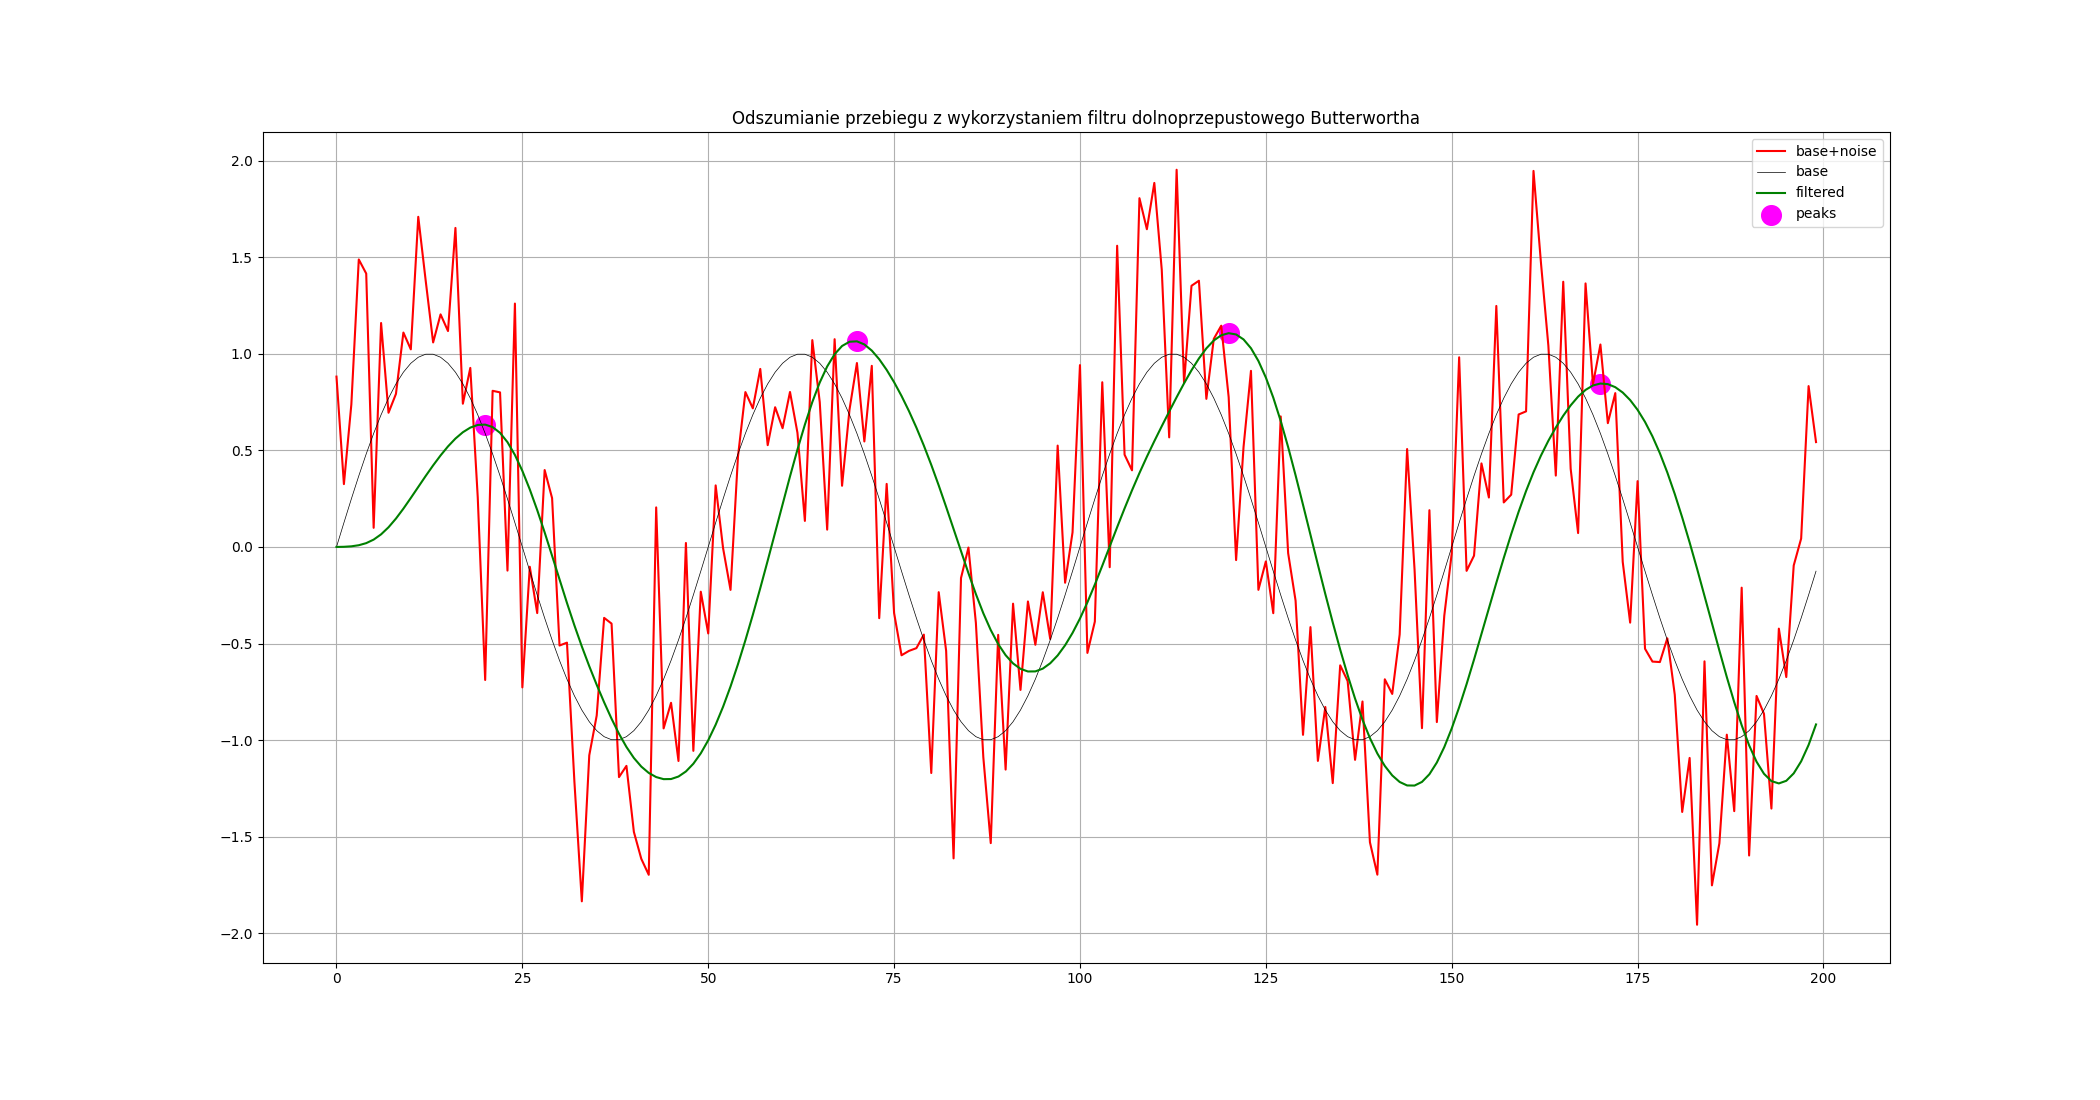 Odszumianie przebiegu z wykorzystaniem filtru dolnoprzepustowego Butterwortha
base+noise
base
filtered
peaks
2.0
1.5
1.0
0.5
0.0
−0.5
−1.0
−1.5
−2.0
0 25 50 75 100 125 150 175 200